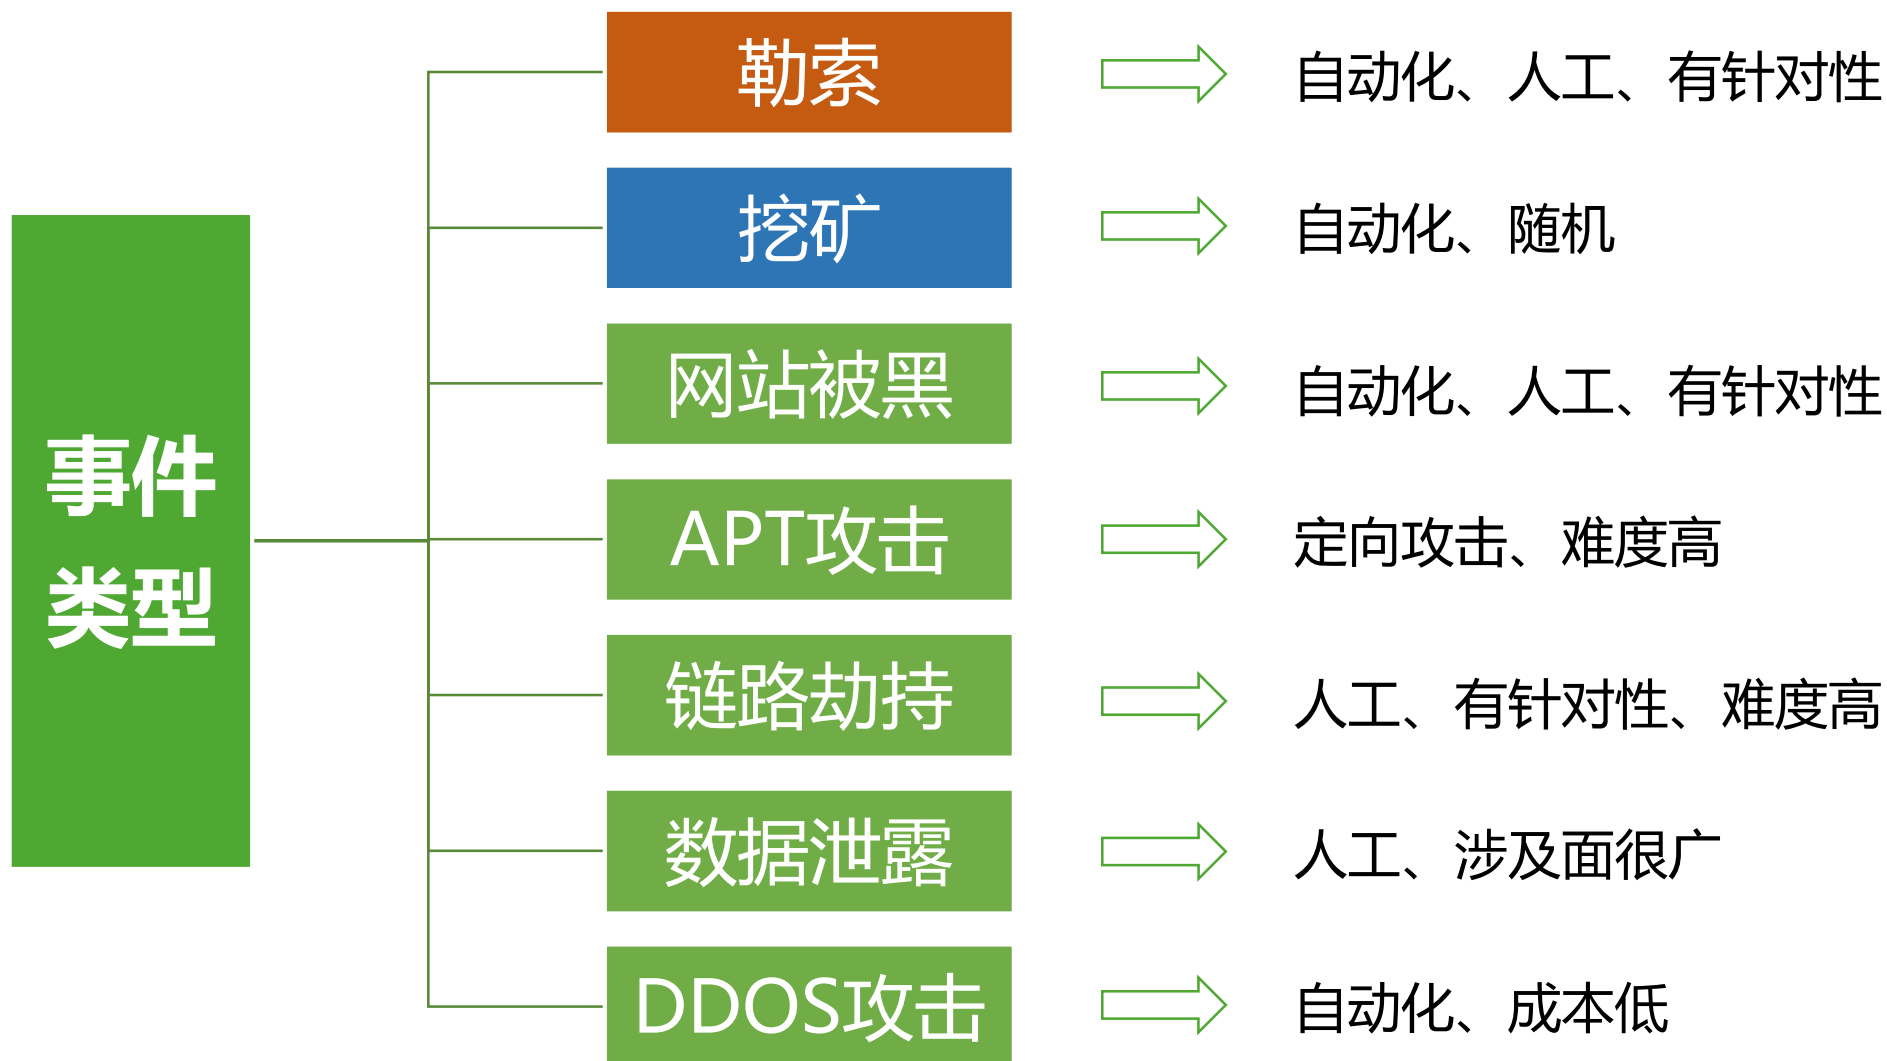 事件
类型
勒索
自动化、人工、有针对性
挖矿
自动化、随机
网站被黑
自动化、人工、有针对性
APT攻击
定向攻击、难度高
链路劫持
人工、有针对性、难度高
数据泄露
人工、涉及面很广
DDOS攻击
自动化、成本低